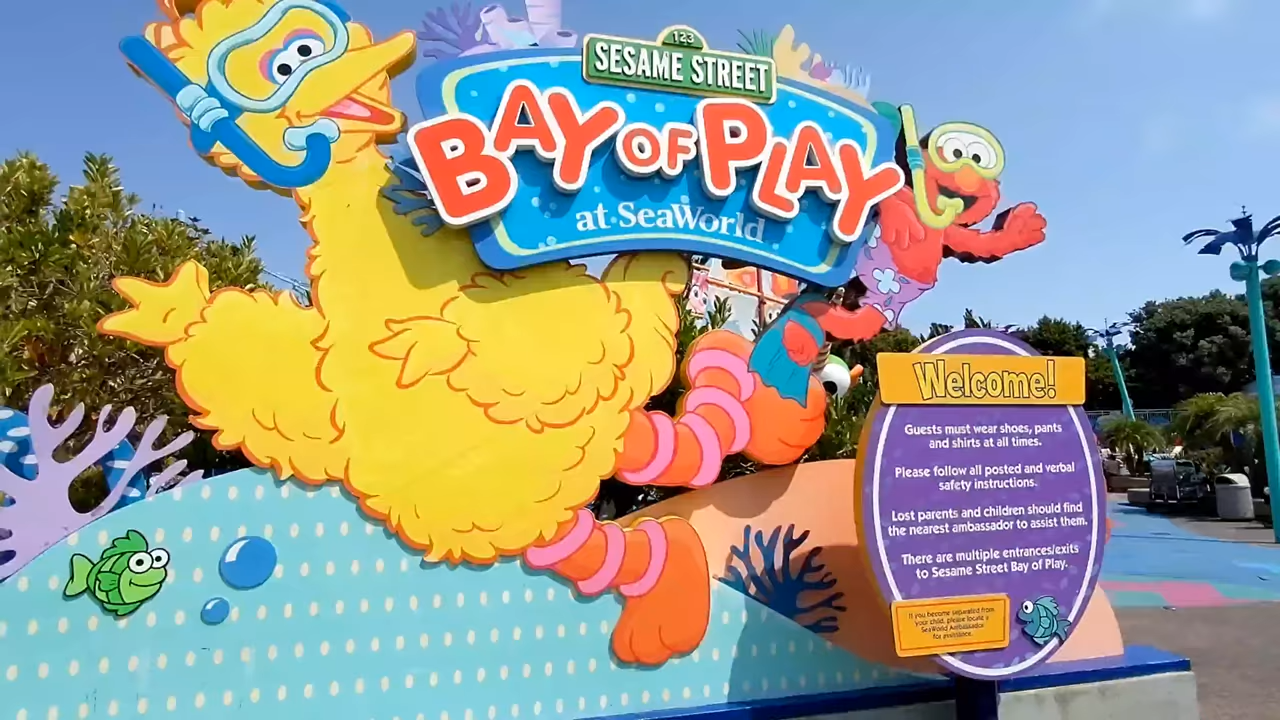 123
SESAME STREET
BAY OF PLAY
at SeaWorld
Welcome!
Guests must wear shoes, pants
and shirts at all times.
Please follow all posted and verbal
safety instructions.
Lost parents and children should find
the nearest ambassador to assist them.
There are multiple entrances/exits
to Sesame Street Bay of Play.
If you become separated from
your child, please locate a
SeaWorld Ambassador
for assistance.